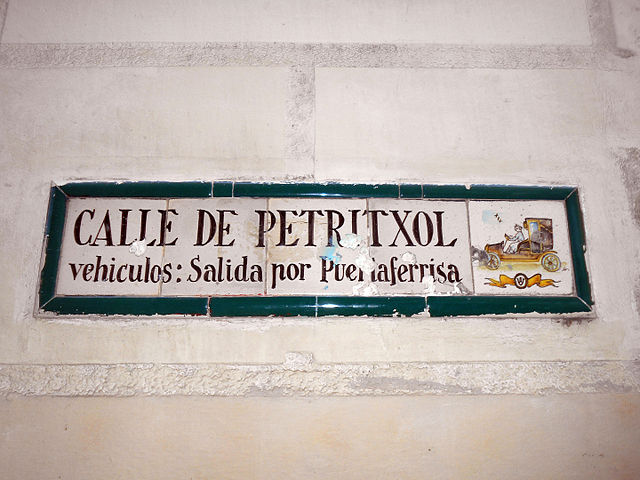 CALLE DE PETRITXOL
vehiculos: Salida por Puertaferrisa